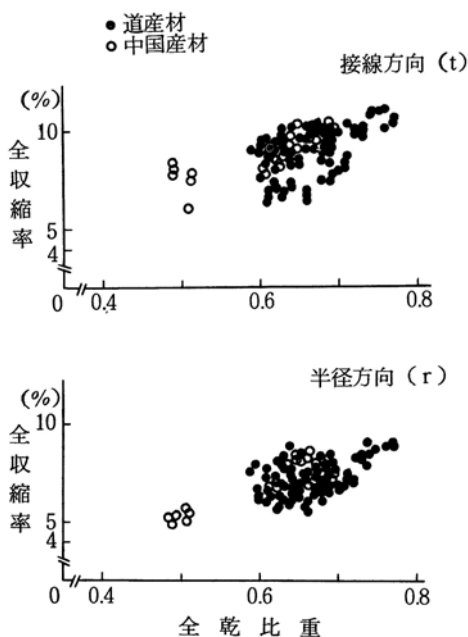 ● 道産材
○ 中国産材
接線方向（t）
(%)
10
全収縮率
5
4
0
0.4
0.6
0.8
半径方向（r）
(%)
10
全収縮率
5
4
0
0.4
0.6
0.8
全乾比重